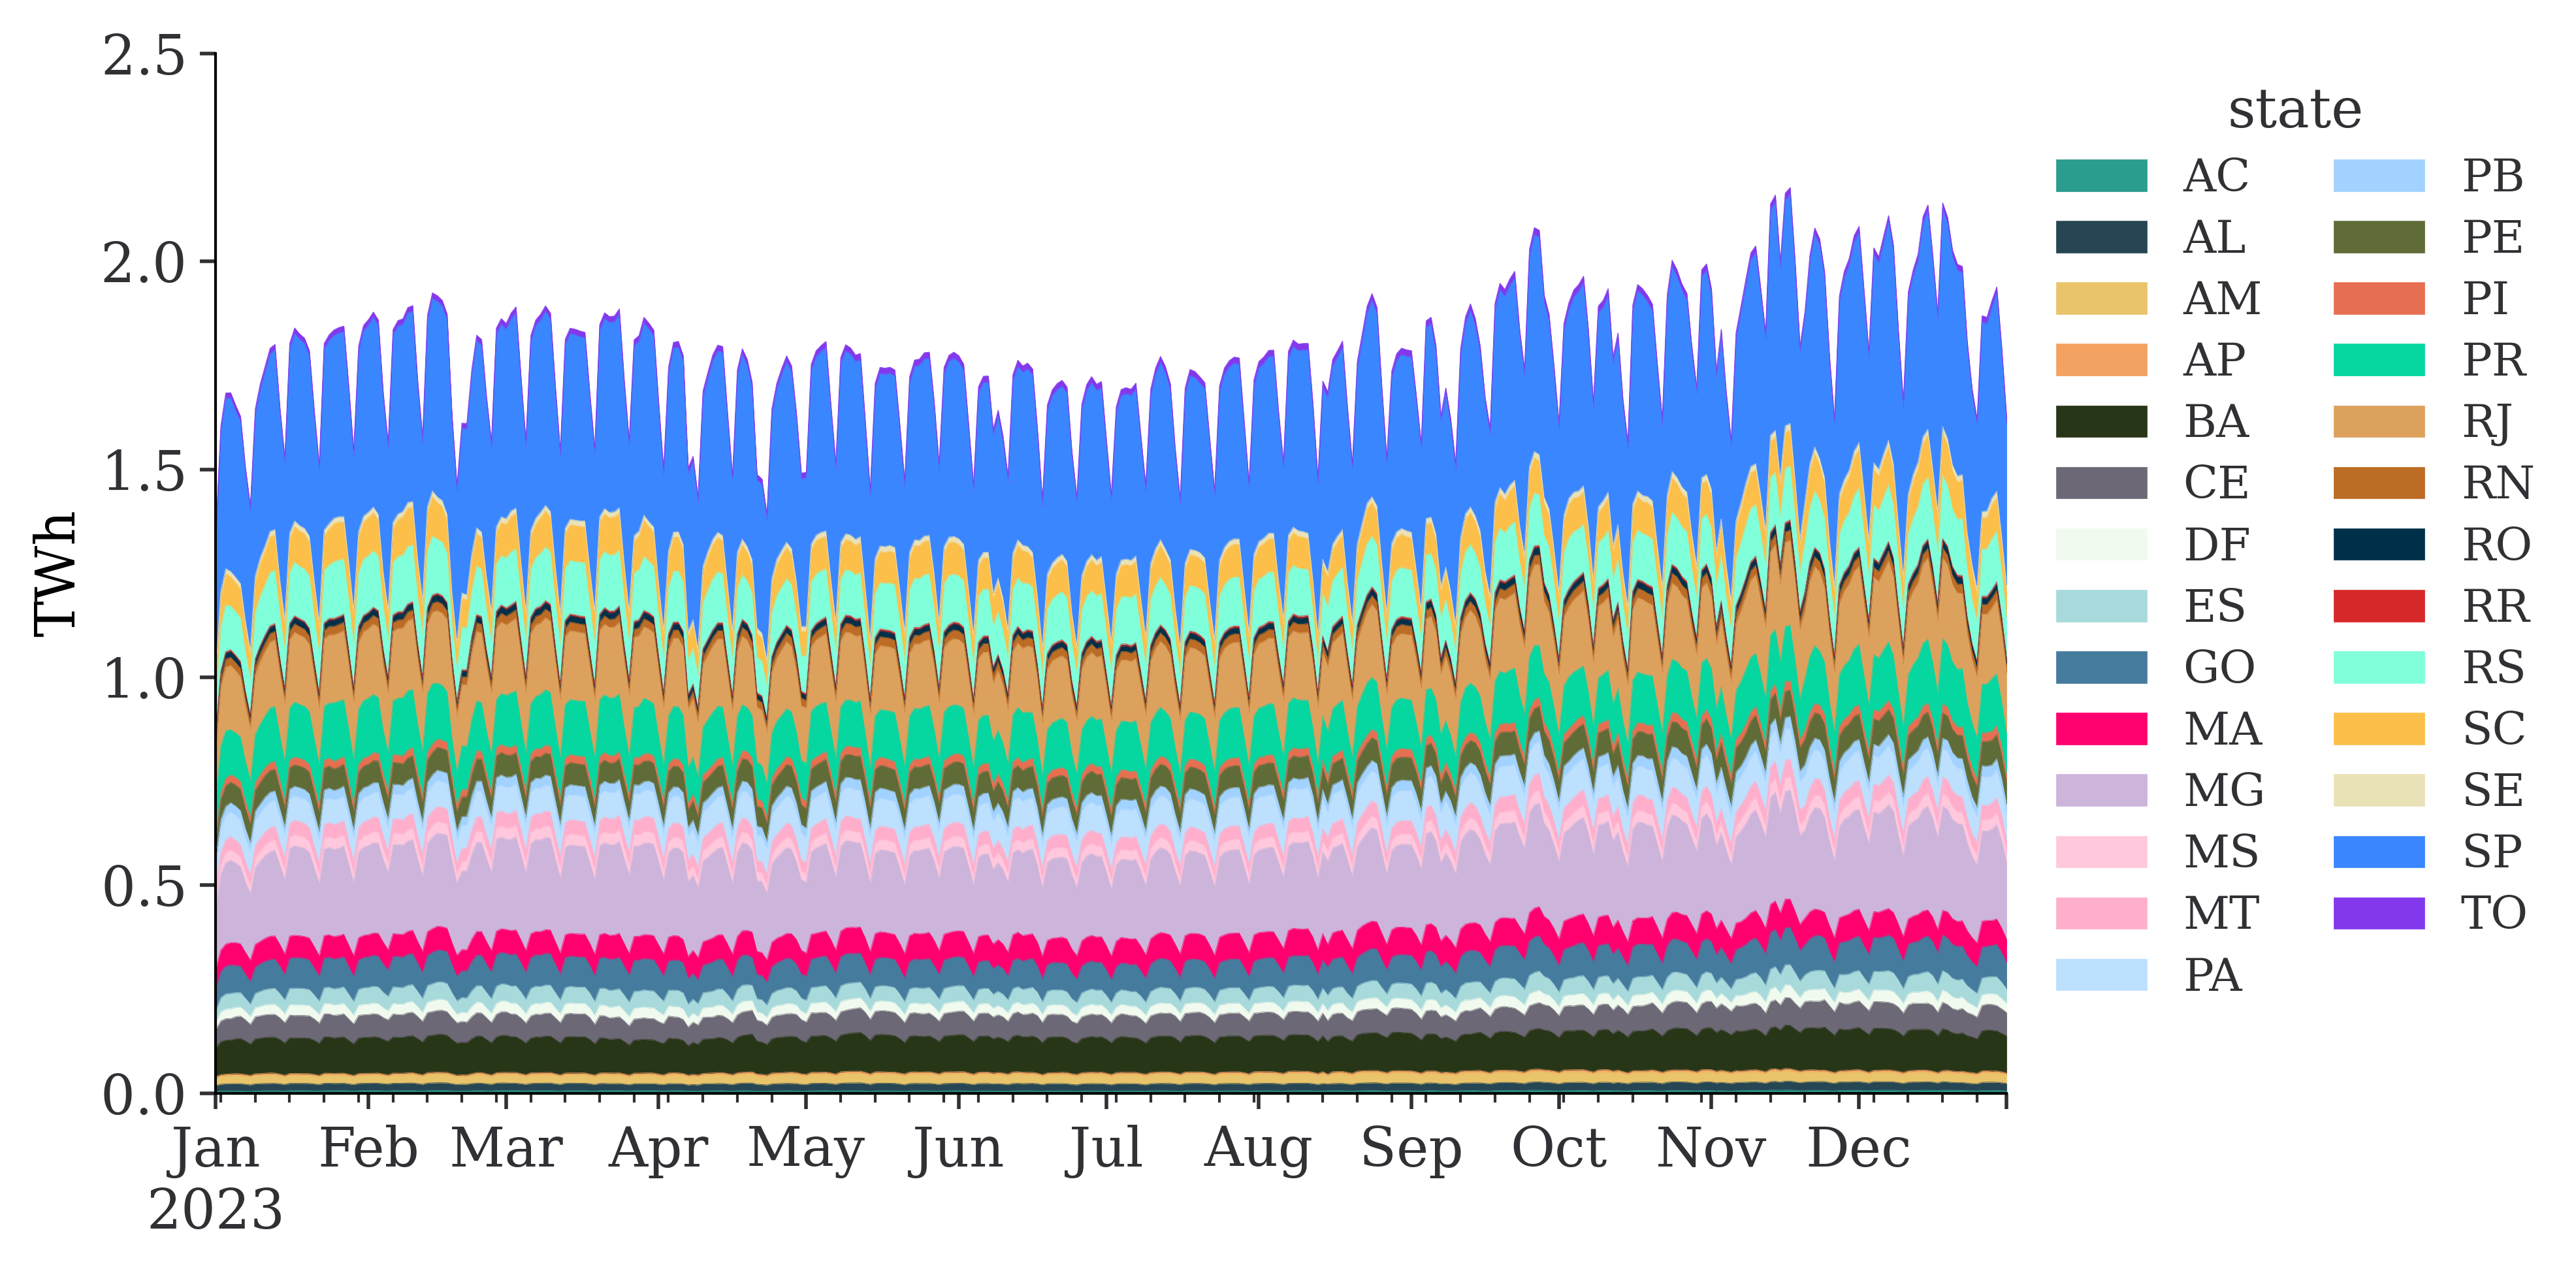 2.5
2.0
1.5
1.0
0.5
0.0
TWh
Jan Feb Mar Apr May Jun Jul Aug Sep Oct Nov Dec
2023
state
AC PB
AL PE
AM PI
AP PR
BA RJ
CE RN
DF RO
ES RR
GO RS
MA SC
MG SE
MS SP
MT TO
PA